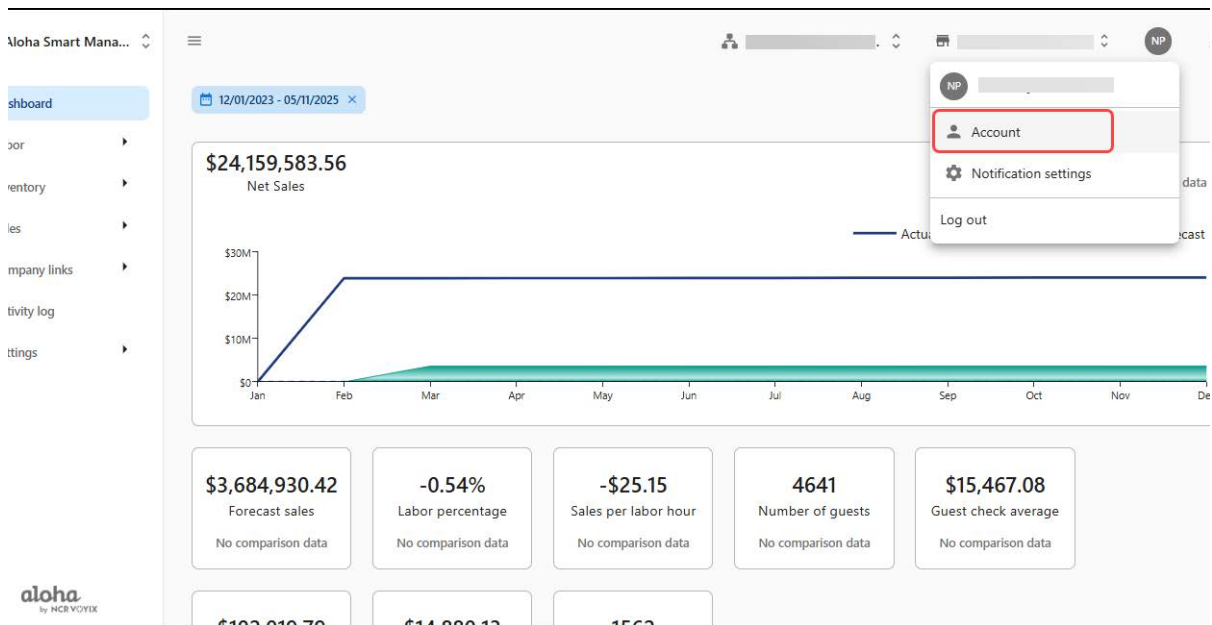 Aloha Smart Mana...
NP
NP
Account
Notification settings
Log out
shboard
ntory
les
mpany links
tivity log
ttings
12/01/2023 - 05/11/2025
$24,159,583.56
Net Sales
data
Actu
ecast
$30M
$20M
$10M
$0
Jan Feb Mar Apr May Jun Jul Aug Sep Oct Nov De
$3,684,930.42
Forecast sales
No comparison data
-0.54%
Labor percentage
No comparison data
-$25.15
Sales per labor hour
No comparison data
4641
Number of guests
No comparison data
$15,467.08
Guest check average
No comparison data
aloha
by NCR VOYIX